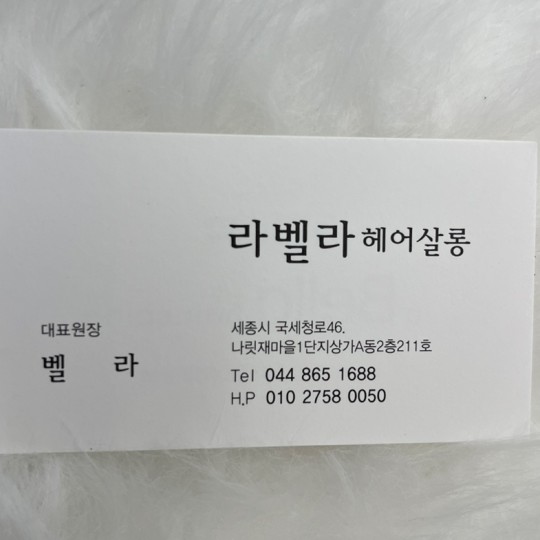 라벨라 헤어살롱
대표원장
벨 라
세종시 국세청로46.
나릿재마을1단지상가A동2층211호
Tel 044 865 1688
H.P 010 2758 0050